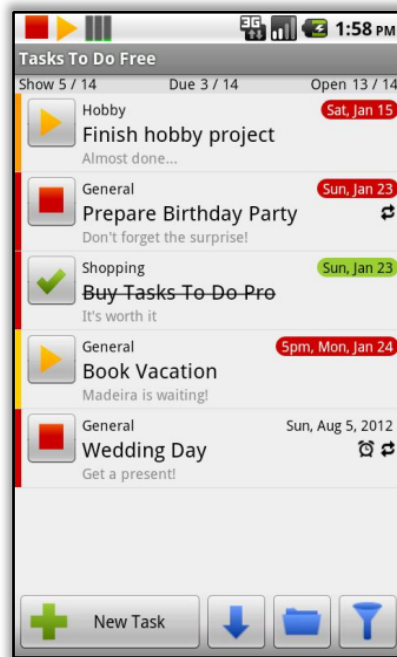 3G 1:58 PM
Tasks To Do Free
Show 5 / 14 Due 3 / 14 Open 13 / 14
Hobby Sat, Jan 15
Finish hobby project
Almost done...
General Sun, Jan 23
Prepare Birthday Party
Don't forget the surprise!
Shopping Sun, Jan 23
Buy Tasks To Do Pro
It's worth it
General 5pm, Mon, Jan 24
Book Vacation
Madeira is waiting!
General Sun, Aug 5, 2012
Wedding Day
Get a present!
New Task